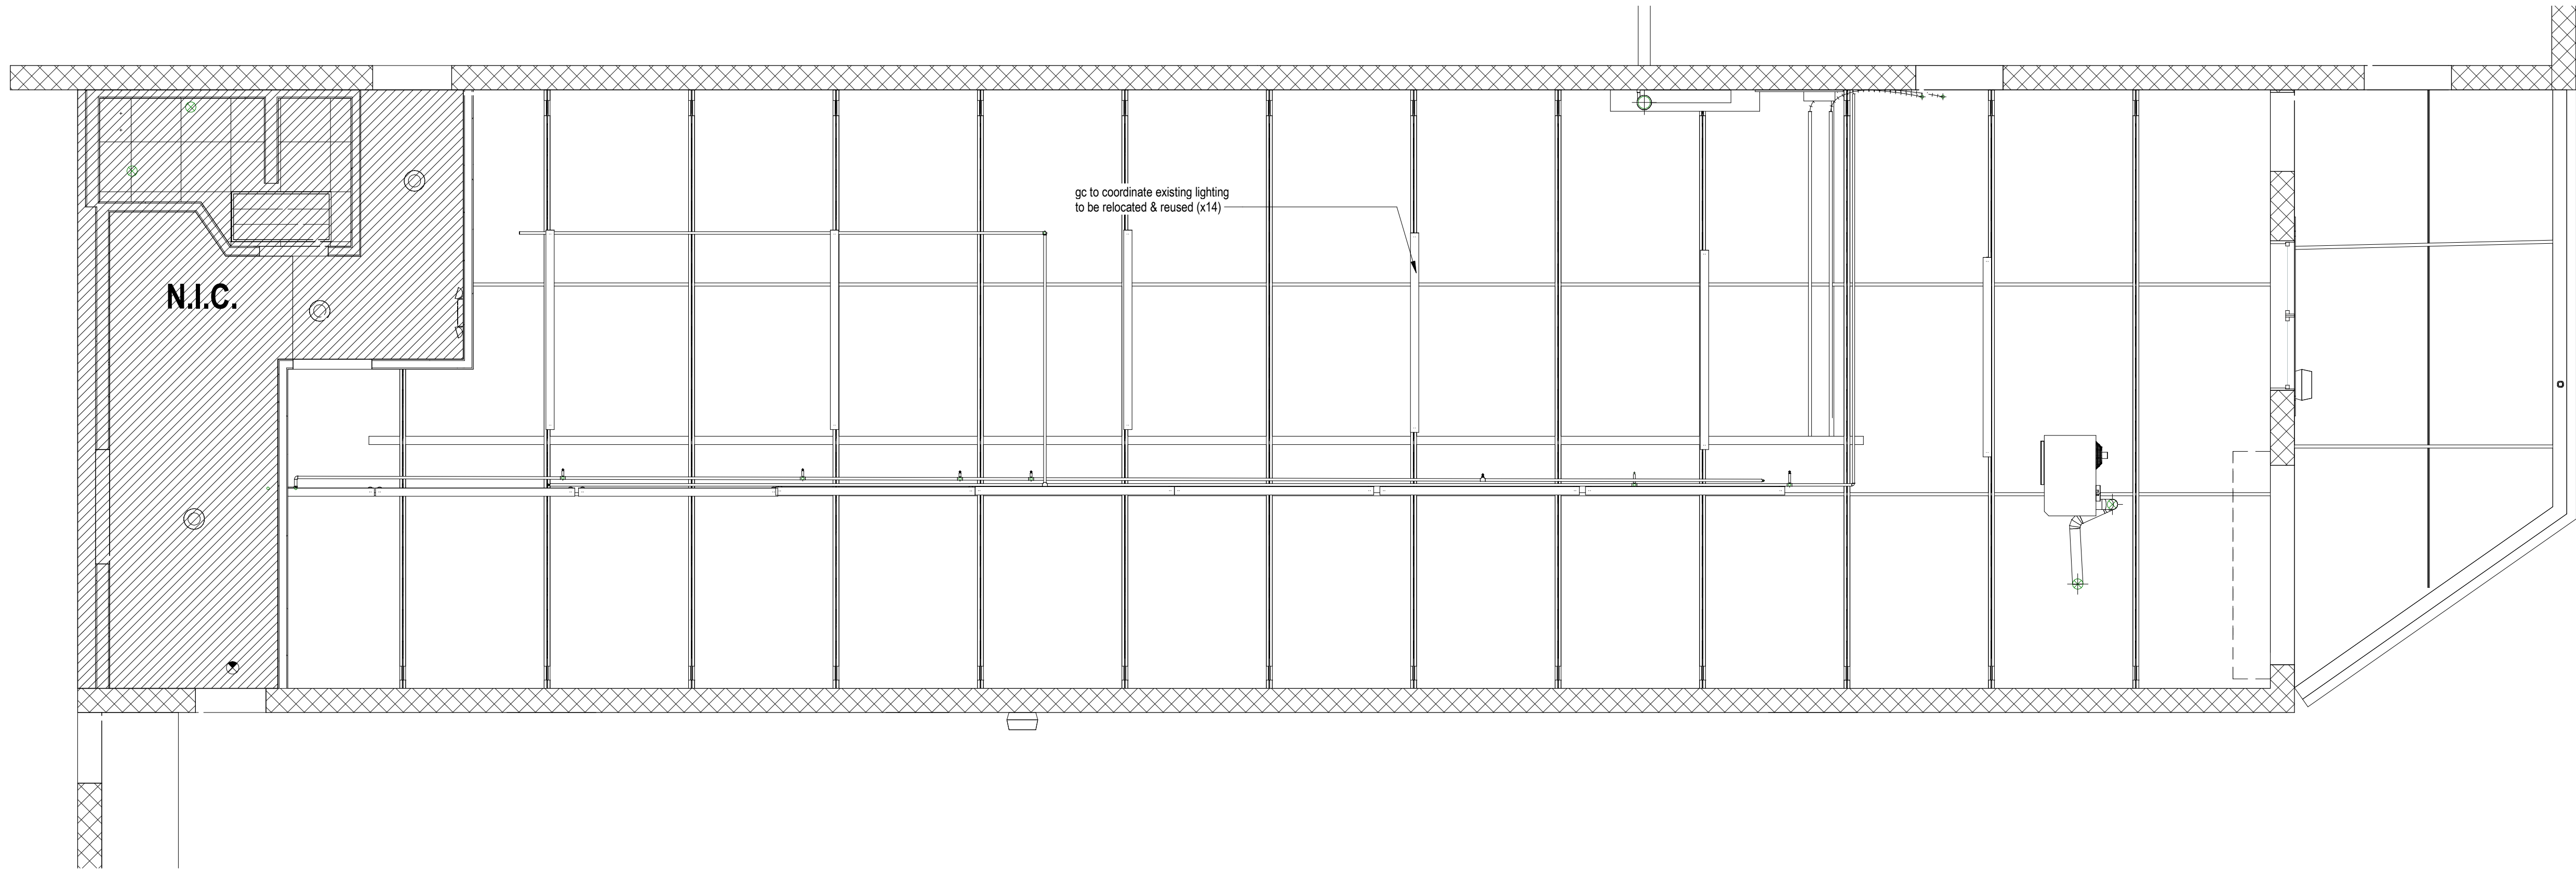 gc to coordinate existing lighting
to be relocated & reused (x14)
N.I.C.